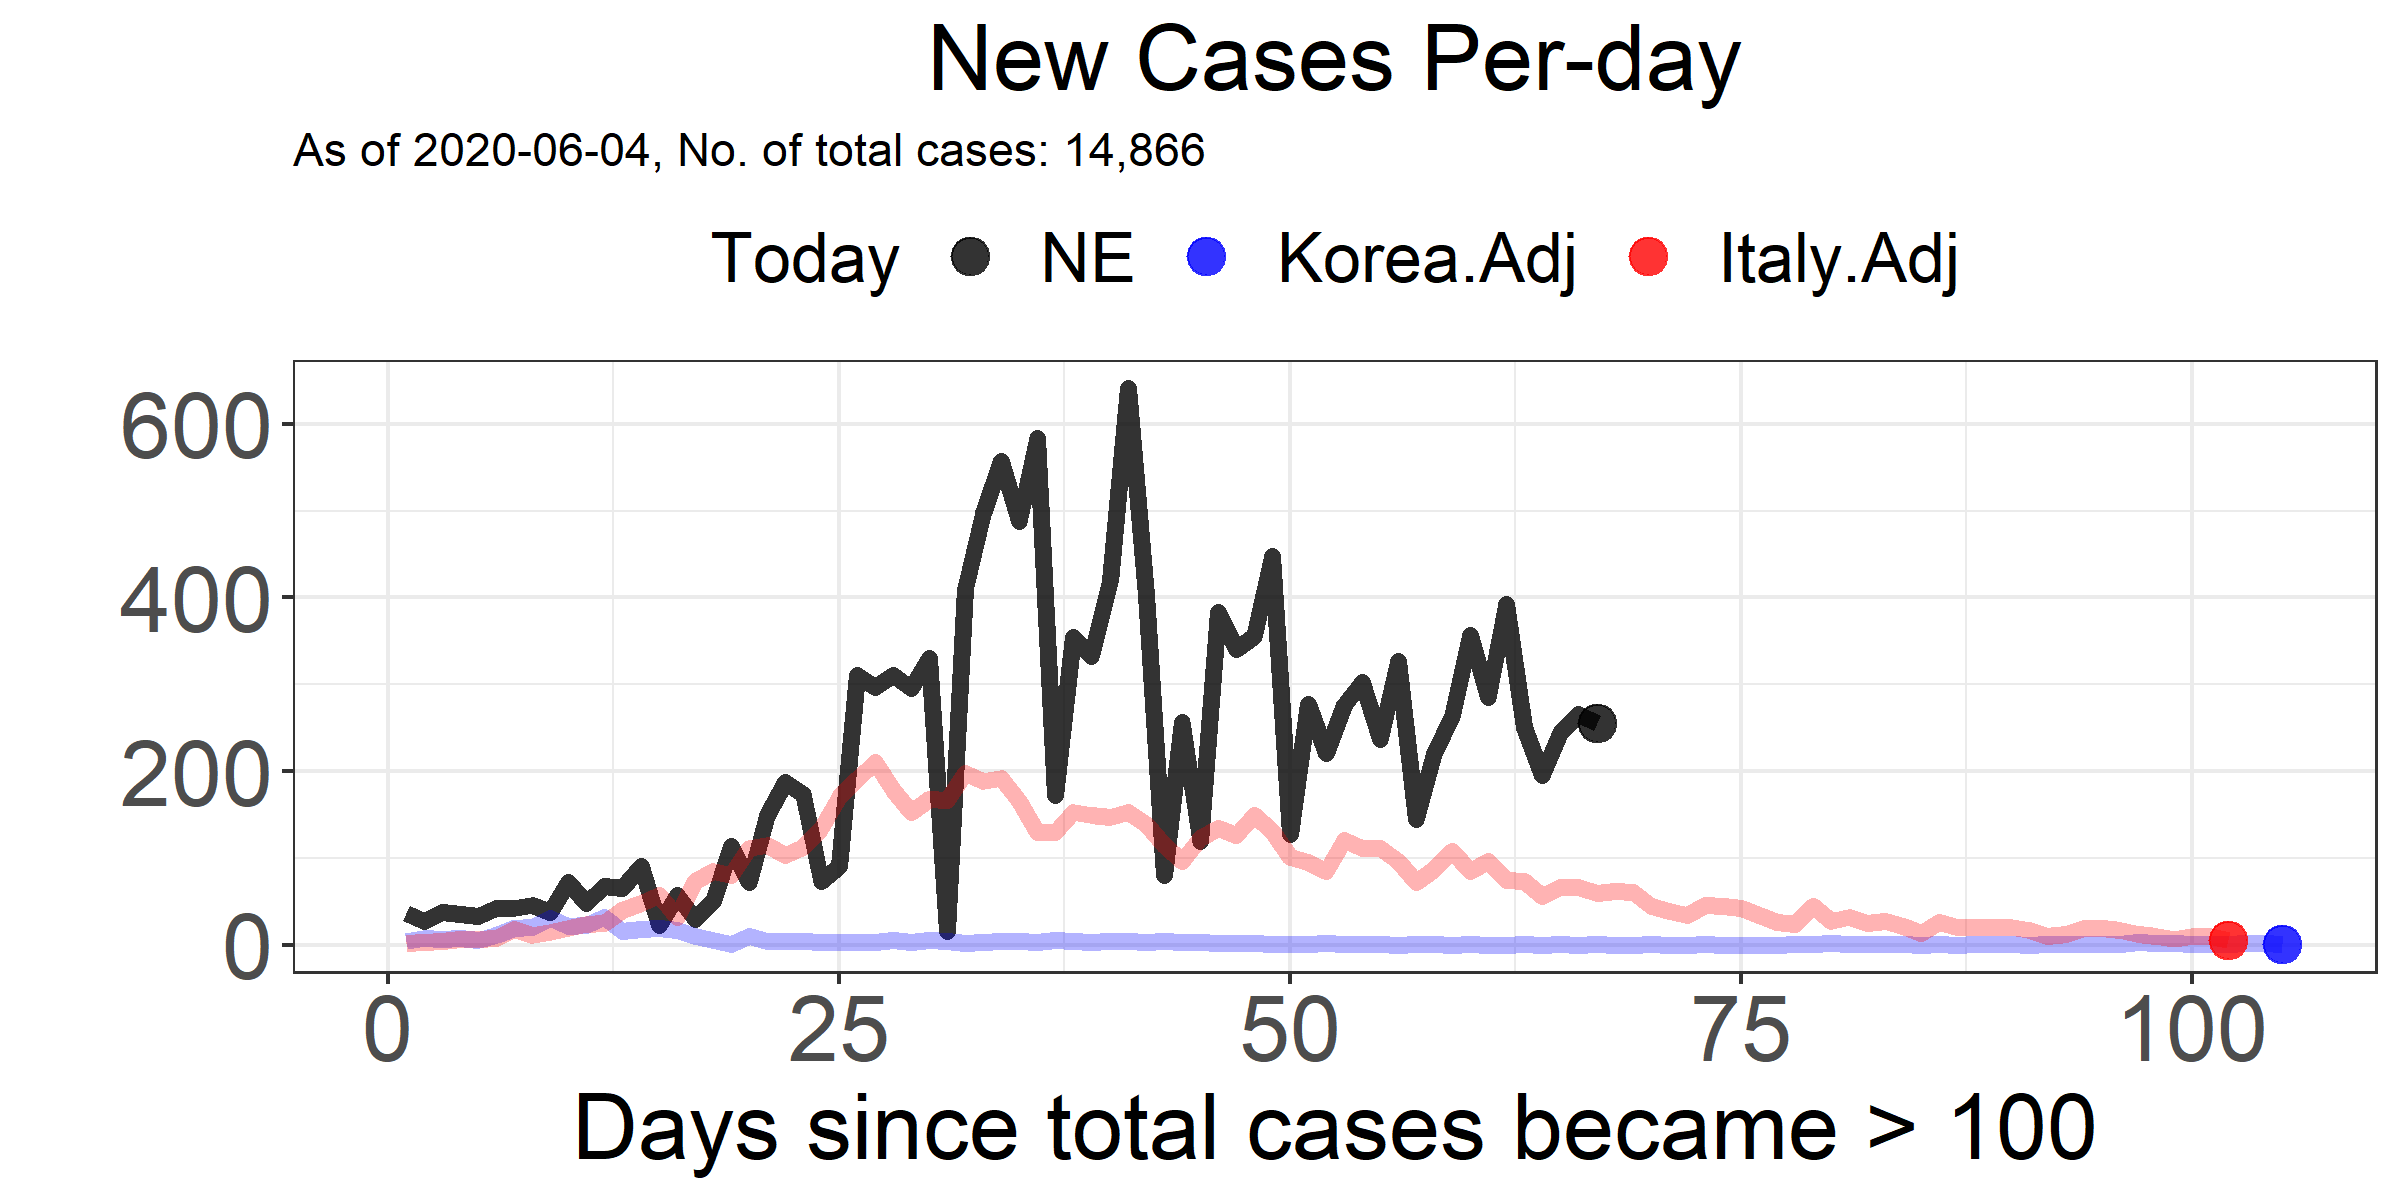 New Cases Per-day
As of 2020-06-04, No. of total cases: 14,866
Today NE Korea.Adj Italy.Adj
600
400
200
0
0 25 50 75 100
Days since total cases became > 100